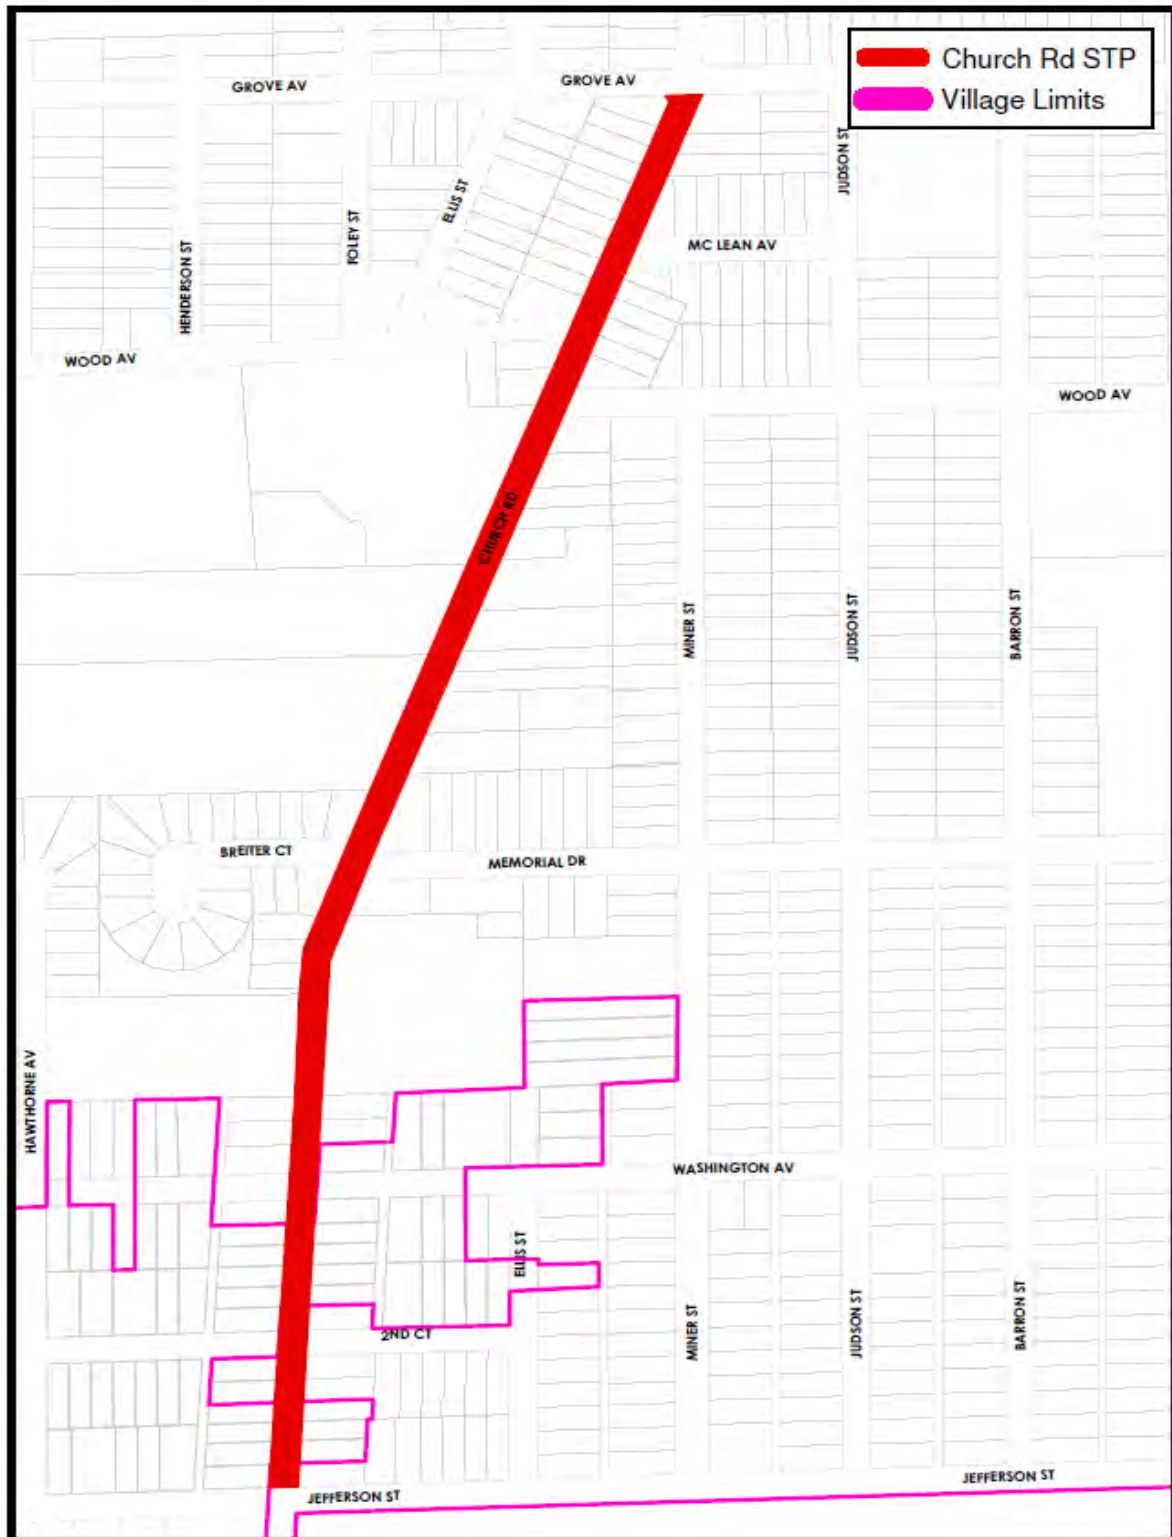 Church Rd STP
Village Limits
GROVE AV
GROVE AV
JUDSON ST
ELLIS ST
FOLEY ST
HENDERSON ST
MC LEAN AV
WOOD AV
WOOD AV
CHURCH RD
MINER ST
JUDSON ST
BARRON ST
BREITER CT
MEMORIAL DR
HAWTHORNE AV
WASHINGTON AV
ELLIS ST
2ND CT
MINER ST
JUDSON ST
BARRON ST
JEFFERSON ST
JEFFERSON ST